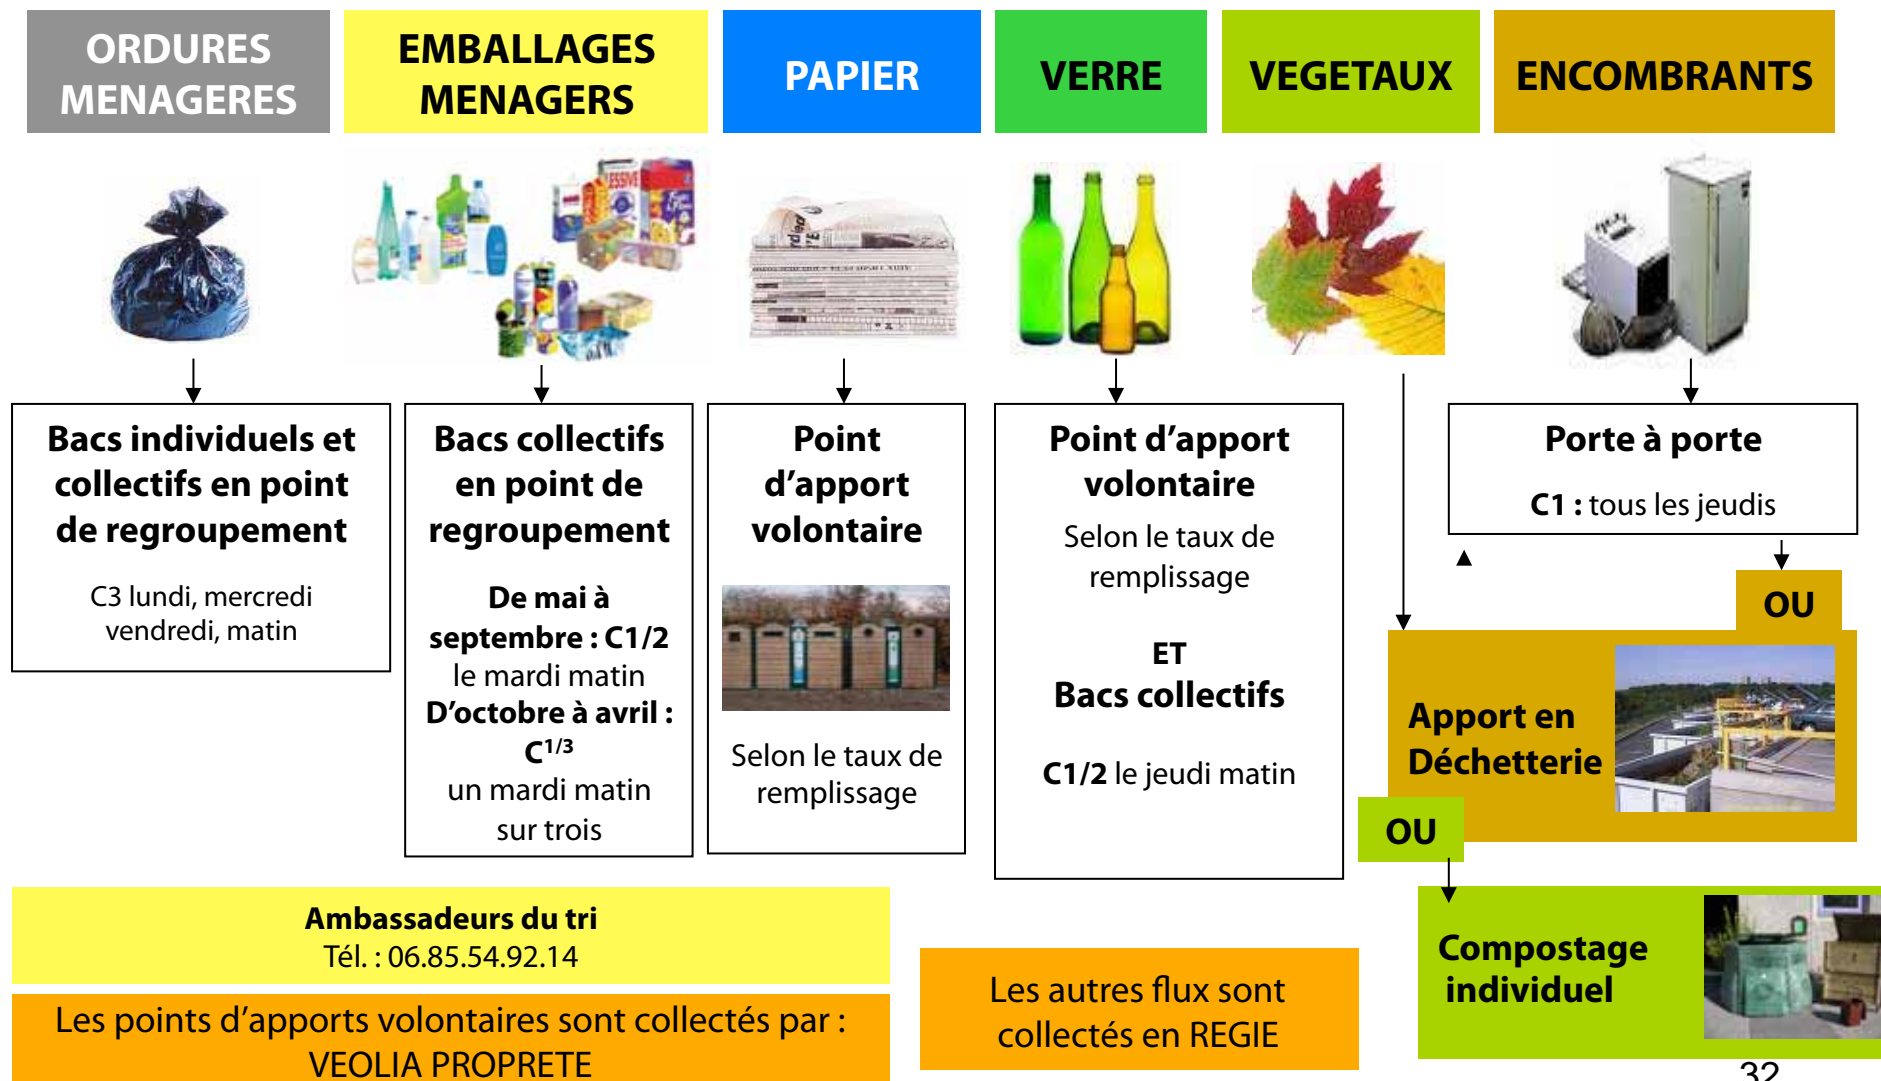 ORDURES
MENAGERES
EMBALLAGES
MENAGERS
PAPIER
VERRE
VEGETAUX
ENCOMBRANTS
Bacs individuels et
collectifs en point
de regroupement
C3 lundi, mercredi
vendredi, matin
Bacs collectifs
en point de
regroupement
De mai à
septembre : C1/2
le mardi matin
D'octobre à avril :
C1/3
un mardi matin
sur trois
Point
d'apport
volontaire
Selon le taux de
remplissage
Point d'apport
volontaire
Selon le taux de
remplissage
ET
Bacs collectifs
C1/2 le jeudi matin
Porte à porte
C1 : tous les jeudis
OU
Apport en
Déchetterie
OU
Compostage
individuel
Ambassadeurs du tri
Tél. : 06.85.54.92.14
Les points d'apports volontaires sont collectés par :
VEOLIA PROPRETE
Les autres flux sont
collectés en REGIE
32